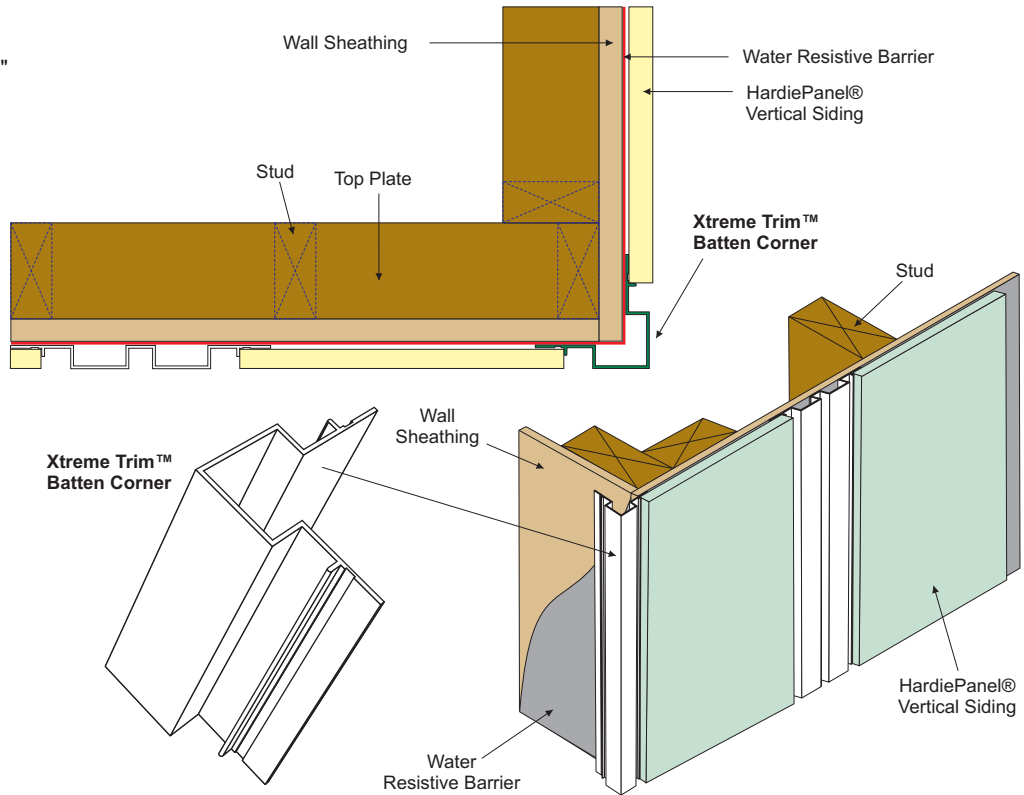 Wall Sheathing
"
Water Resistive Barrier
HardiePanel®
Vertical Siding
Stud
Top Plate
Xtreme Trim™
Batten Corner
Stud
Wall
Sheathing
Xtreme Trim™
Batten Corner
HardiePanel®
Vertical Siding
Water
Resistive Barrier